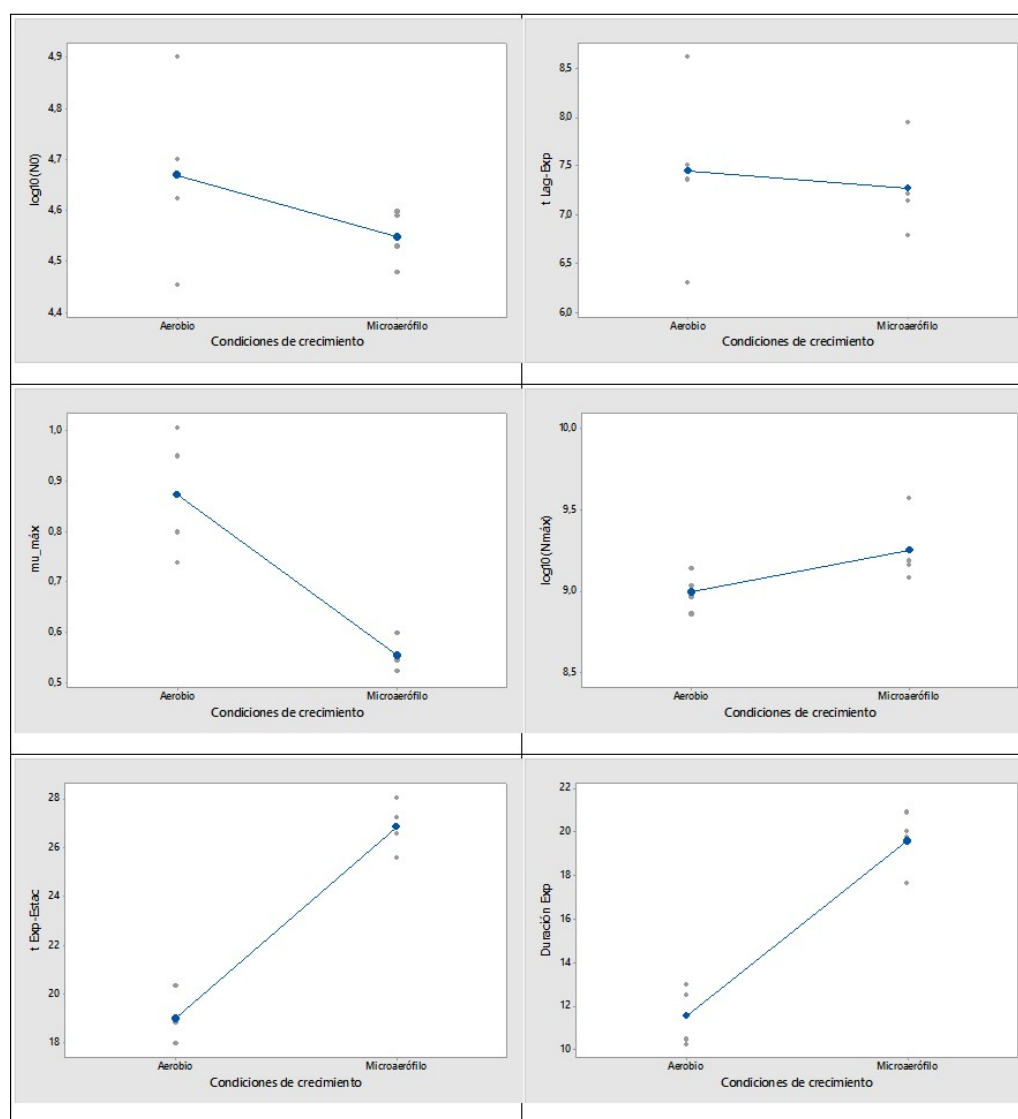 4,9
4,8
4,7
4,6
4,5
4,4
log10(N0)
Aerobio Microaerófilo
Condiciones de crecimiento
8,5
8,0
7,5
7,0
6,5
6,0
t Lag-Exp
Aerobio Microaerófilo
Condiciones de crecimiento
1,0
0,9
0,8
0,7
0,6
0,5
mu_máx
Aerobio Microaerófilo
Condiciones de crecimiento
10,0
9,5
9,0
8,5
log10(Nmáx)
Aerobio Microaerófilo
Condiciones de crecimiento
28
26
24
22
20
18
t Exp-Estac
Aerobio Microaerófilo
Condiciones de crecimiento
22
20
18
16
14
12
10
Duración Exp
Aerobio Microaerófilo
Condiciones de crecimiento